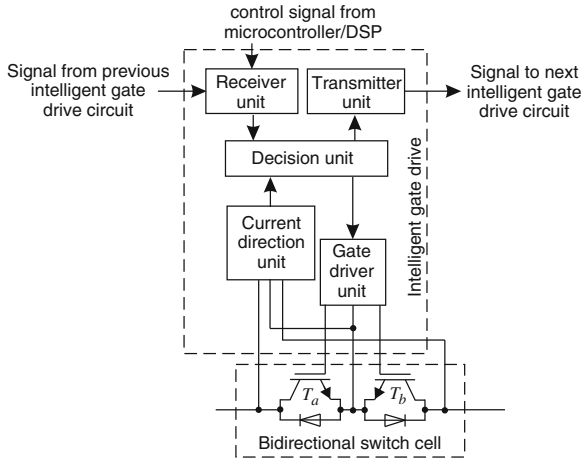 control signal from
microcontroller/DSP
Signal from previous
intelligent gate
drive circuit
Receiver
unit
Transmitter
unit
Signal to next
intelligent gate
drive circuit
Decision unit
Intelligent gate drive
Current
direction
unit
Gate
driver
unit
Ta
Tb
Bidirectional switch cell